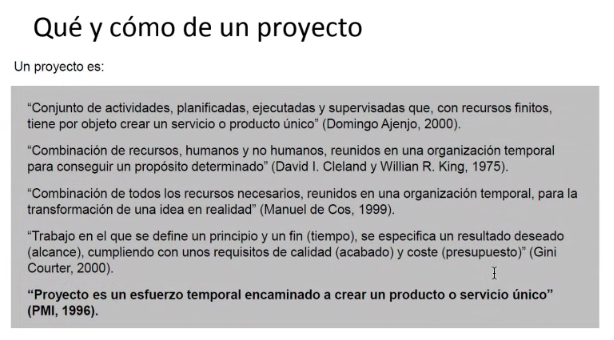 Qué y cómo de un proyecto
Un proyecto es:
“Conjunto de actividades, planificadas, ejecutadas y supervisadas que, con recursos finitos,
tiene por objeto crear un servicio o producto único” (Domingo Ajenjo, 2000).
“Combinación de recursos, humanos y no humanos, reunidos en una organización temporal
para conseguir un propósito determinado” (David I. Cleland y Willian R. King, 1975).
“Combinación de todos los recursos necesarios, reunidos en una organización temporal, para la
transformación de una idea en realidad” (Manuel de Cos, 1999).
“Trabajo en el que se define un principio y un fin (tiempo), se especifica un resultado deseado
(alcance), cumpliendo con unos requisitos de calidad (acabado) y coste (presupuesto)” (Gini
Courter, 2000).
“Proyecto es un esfuerzo temporal encaminado a crear un producto o servicio único”
(PMI, 1996).